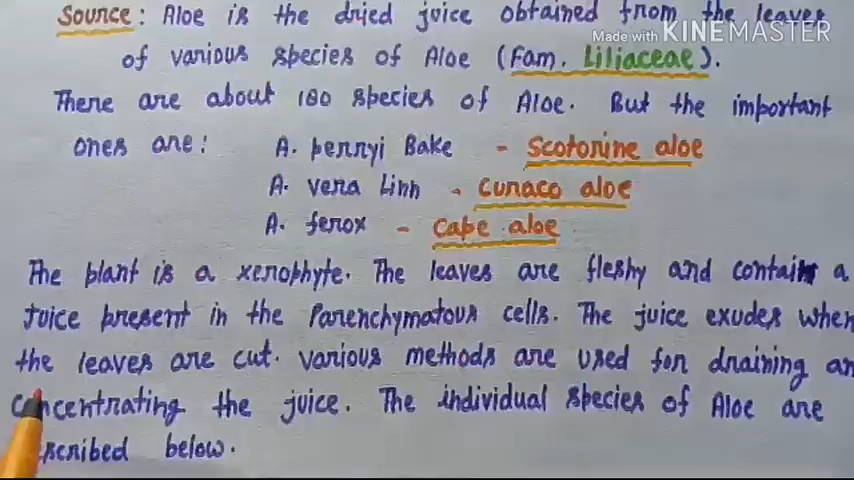 Source: Aloe is the dried juice obtained from the leaves
Made with KINEMASTER
of various species of Aloe (Fam. Liliaceae).
There are about 180 species of Aloe. But the important
ones are: A. perryi Bake - Scotorine aloe
A. vera Linn - Curaco aloe
A. ferox - Cape aloe
The plant is a xerophyte. The leaves are fleshy and contain a
Juice present in the Parenchymatous cells. The juice exudes when
the leaves are cut. Various methods are used for draining an
concentrating the juice. The individual species of Aloe are
scribed below.